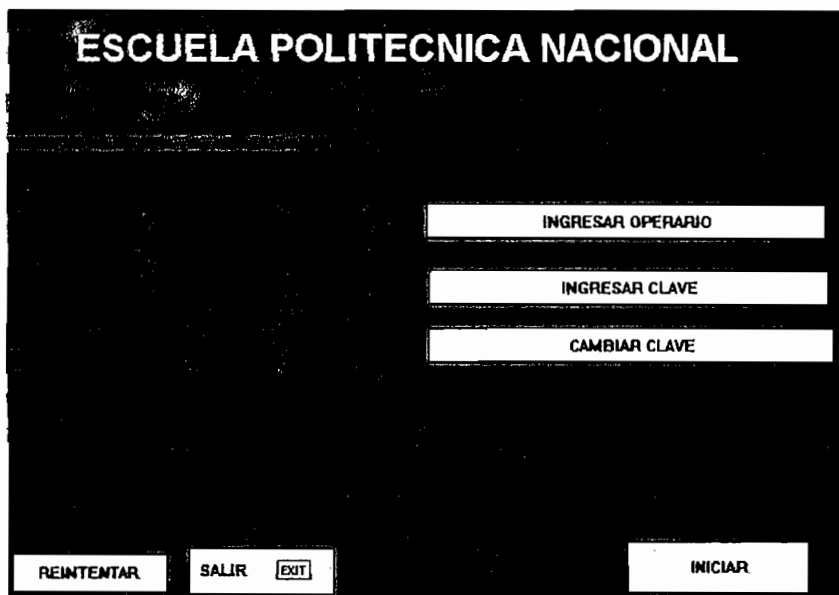 ESCUELA POLITECNICA NACIONAL
INGRESAR OPERARIO
INGRESAR CLAVE
CAMBIAR CLAVE
REINTENTAR
SALIR EXIT
INICIAR